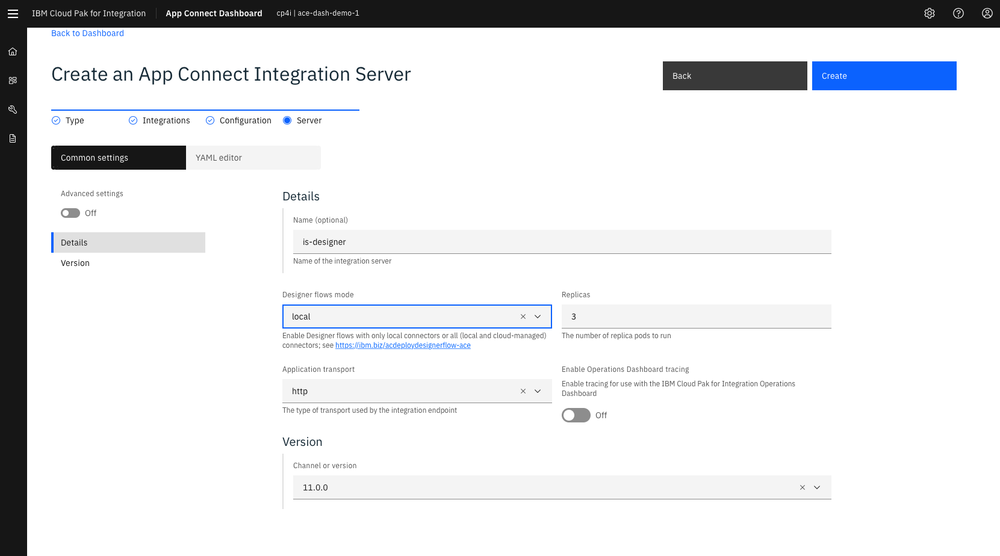 IBM Cloud Pak for Integration
App Connect Dashboard
cp4i | ace-dash-demo-1
Back to Dashboard
Create an App Connect Integration Server
Back
Create
Type
Integrations
Configuration
Server
Common settings
YAML editor
Advanced settings
Off
Details
Version
Details
Name (optional)
is-designer
Name of the integration server
Designer flows mode
local
Enable Designer flows with only local connectors or all (local and cloud-managed)
connectors; see https://ibm.biz/acdeploydesignerflow-ace
Replicas
3
The number of replica pods to run
Application transport
http
The type of transport used by the integration endpoint
Enable Operations Dashboard tracing
Enable tracing for use with the IBM Cloud Pak for Integration Operations
Dashboard
Off
Version
Channel or version
11.0.0